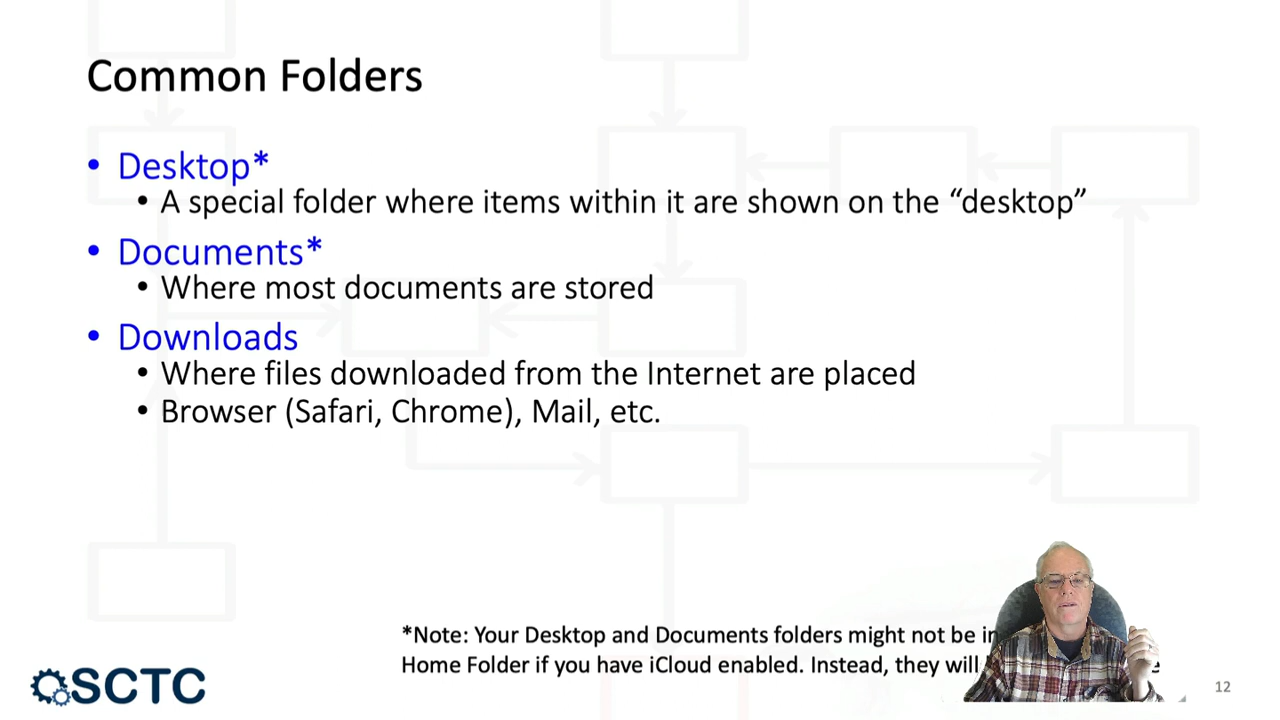 Common Folders
• Desktop*
• A special folder where items within it are shown on the “desktop”
• Documents*
• Where most documents are stored
• Downloads
• Where files downloaded from the Internet are placed
• Browser (Safari, Chrome), Mail, etc.
*Note: Your Desktop and Documents folders might not be in
Home Folder if you have iCloud enabled. Instead, they will
SCTC
12